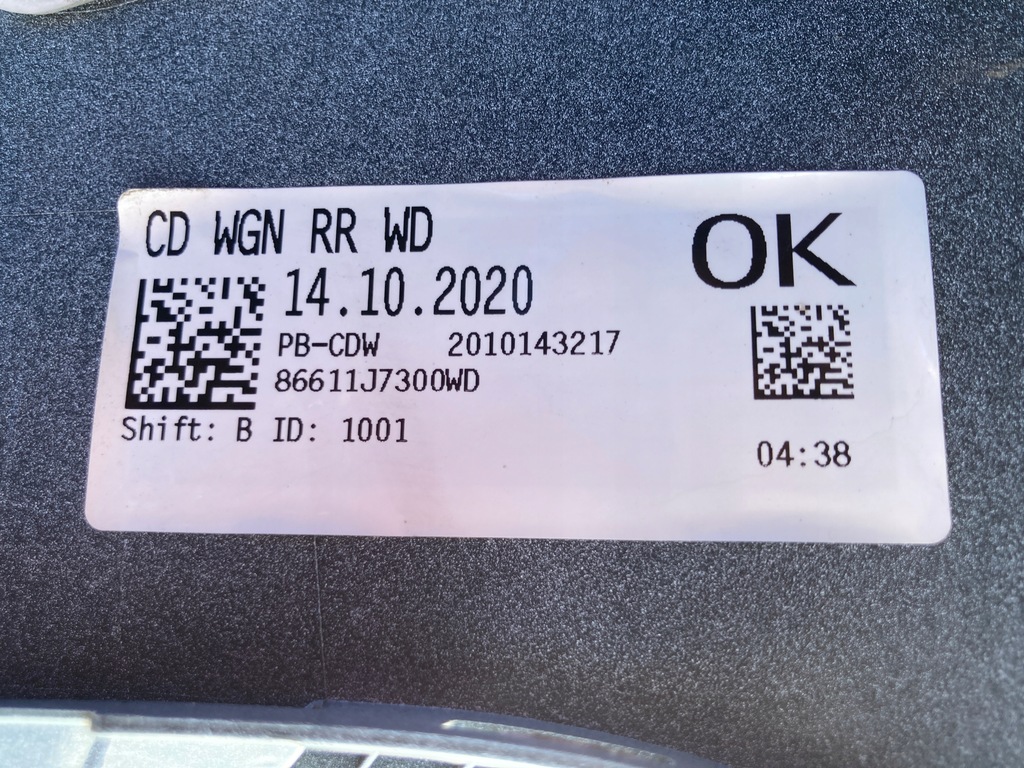 CD WGN RR WD
OK
14.10.2020
PB-CDW 2010143217
86611J7300WD
Shift: B ID: 1001
04:38